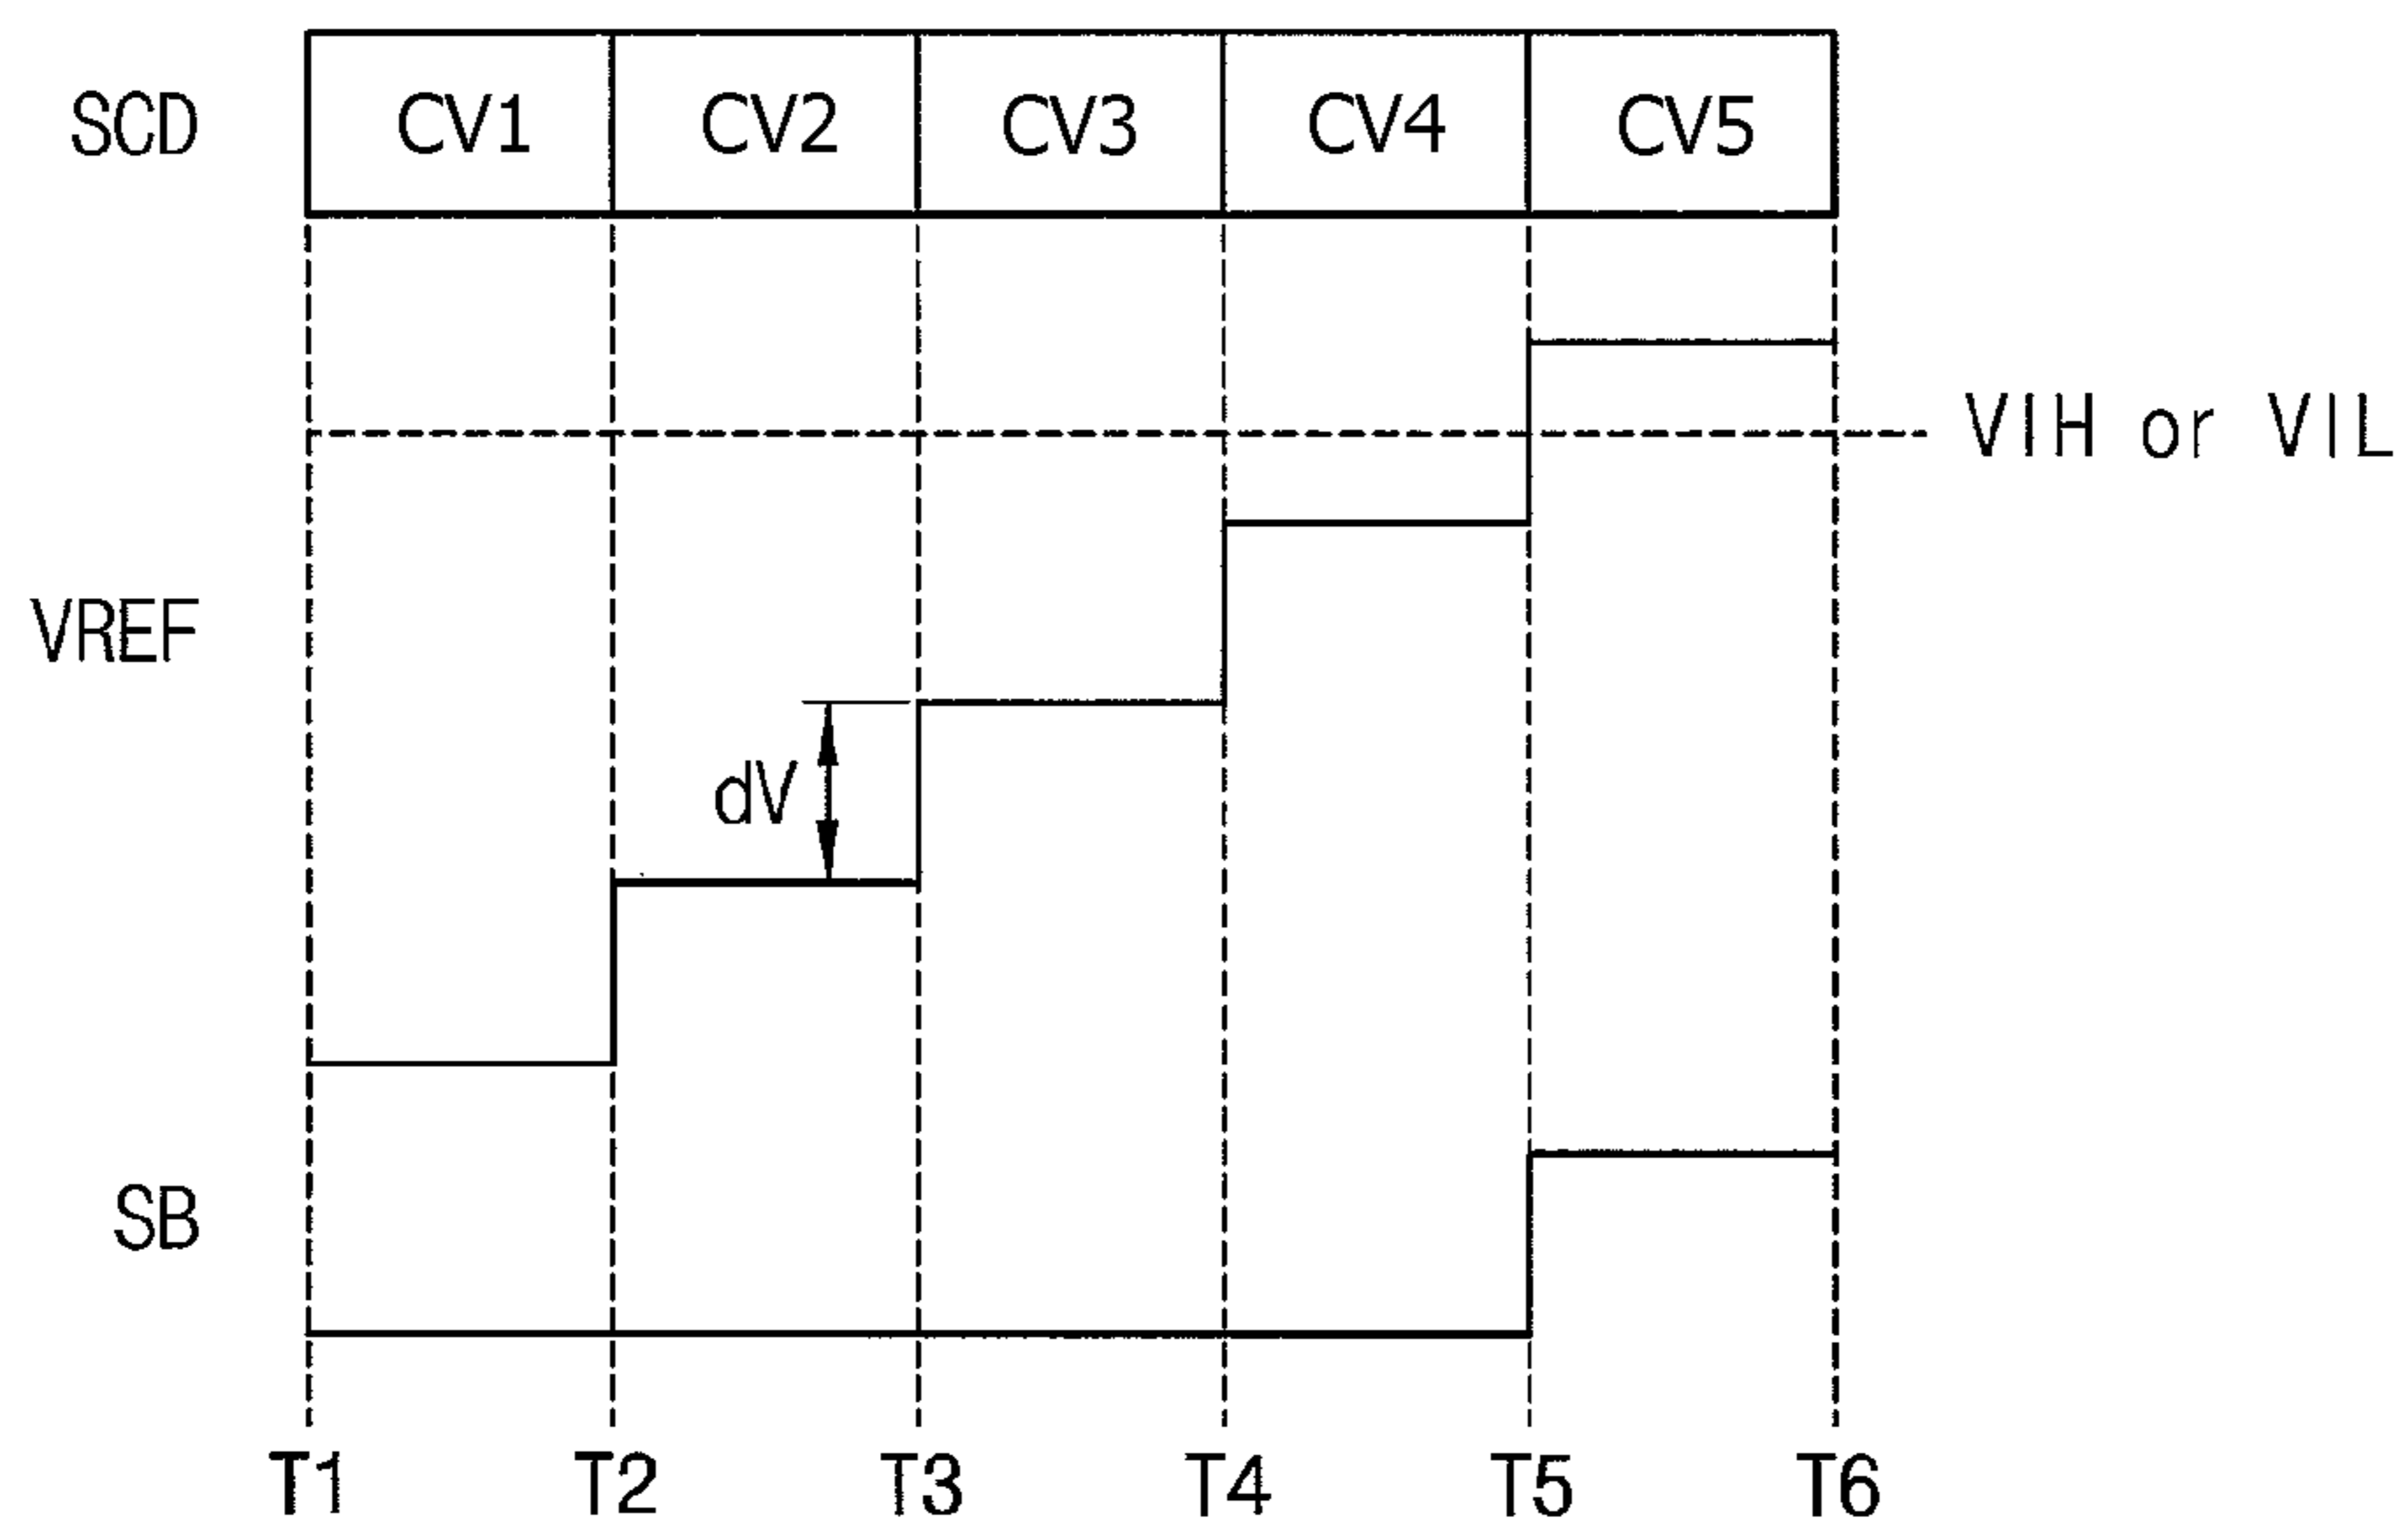 SCD CV1 CV2 CV3 CV4 CV5
VIH or VIL
VREF
dV
SB
T1 T2 T3 T4 T5 T6